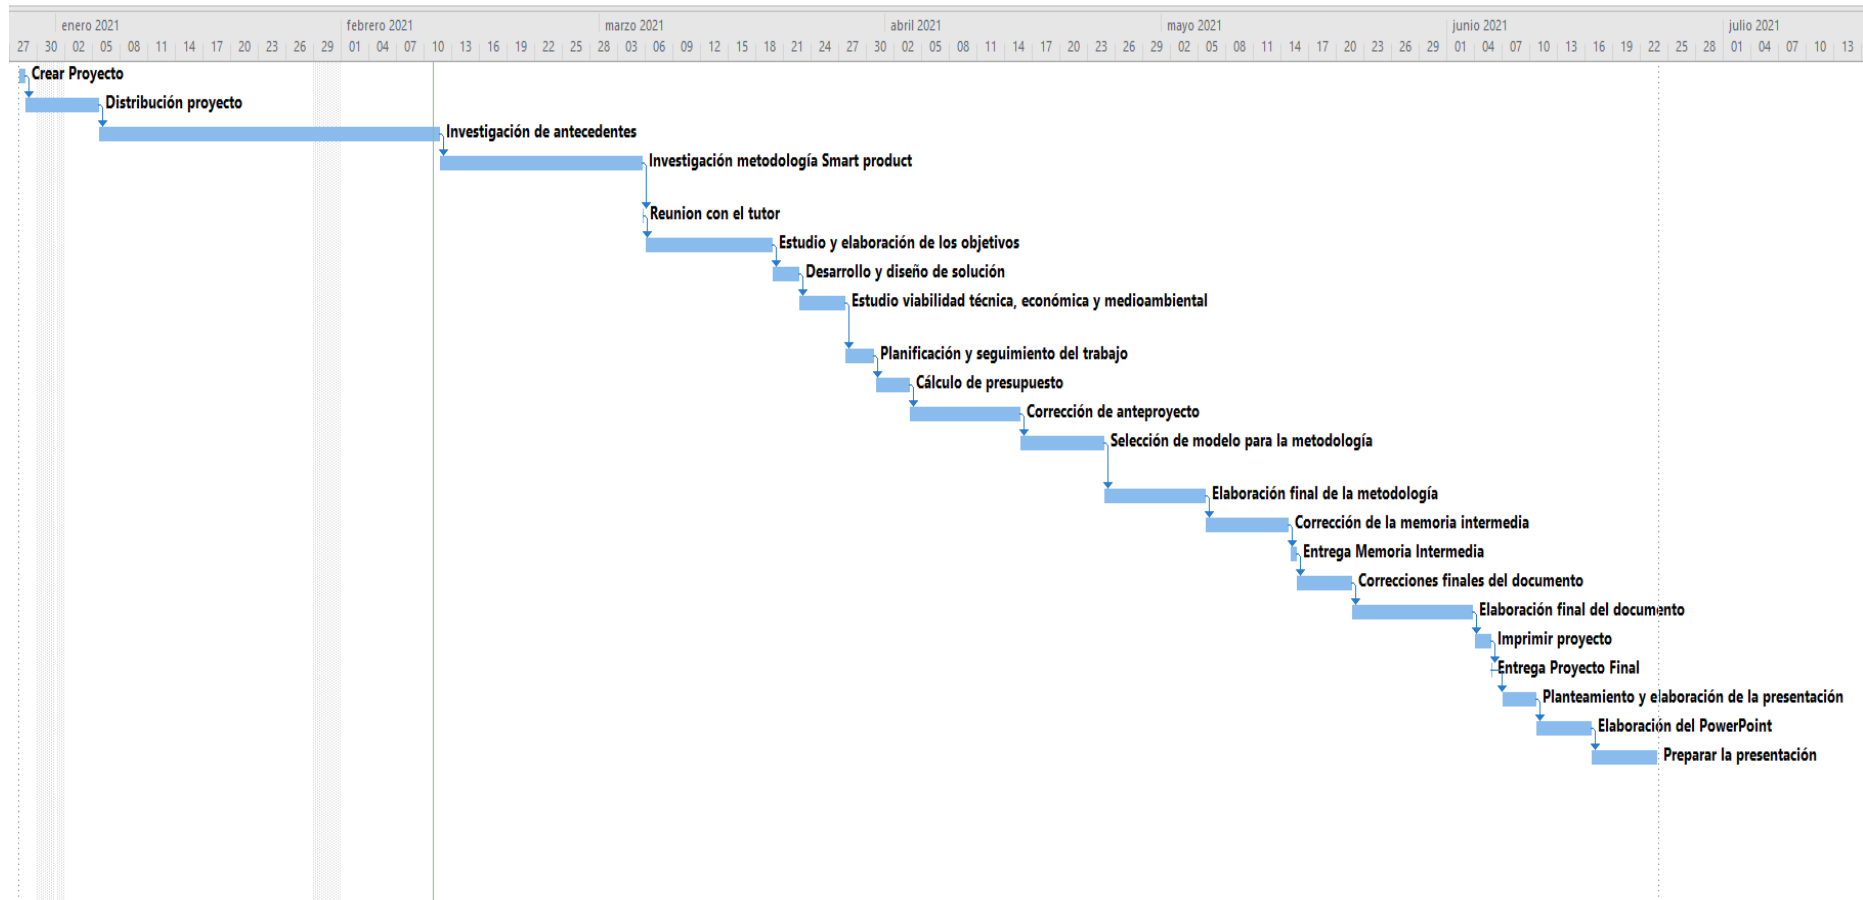 enero 2021 febrero 2021 marzo 2021 abril 2021 mayo 2021 junio 2021 julio 2021
27 30 02 05 08 11 14 17 20 23 26 29 01 04 07 10 13 16 19 22 25 28 03 06 09 12 15 18 21 24 27 30 02 05 08 11 14 17 20 23 26 29 02 05 08 11 14 17 20 23 26 29 01 04 07 10 13 16 19 22 25 28 01 04 07 10 13
Crear Proyecto
Distribución proyecto
Investigación de antecedentes
Investigación metodología Smart product
Reunion con el tutor
Estudio y elaboración de los objetivos
Desarrollo y diseño de solución
Estudio viabilidad técnica, económica y medioambiental
Planificación y seguimiento del trabajo
Cálculo de presupuesto
Corrección de anteproyecto
Selección de modelo para la metodología
Elaboración final de la metodología
Corrección de la memoria intermedia
Entrega Memoria Intermedia
Correcciones finales del documento
Elaboración final del documento
Imprimir proyecto
Entrega Proyecto Final
Planteamiento y elaboración de la presentación
Elaboración del PowerPoint
Preparar la presentación